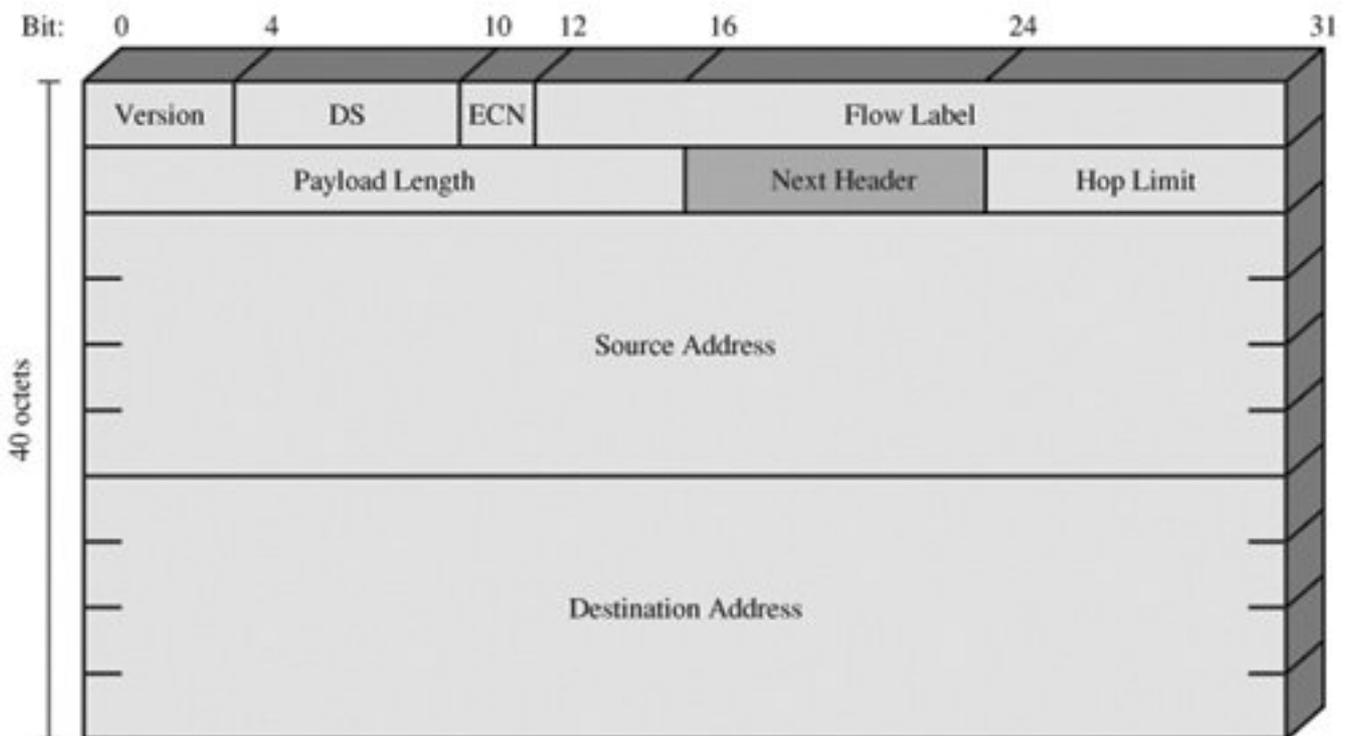 Bit: 0 4 10 12 16 24 31
Version DS ECN Flow Label
Payload Length Next Header Hop Limit
Source Address
40 octets
Destination Address